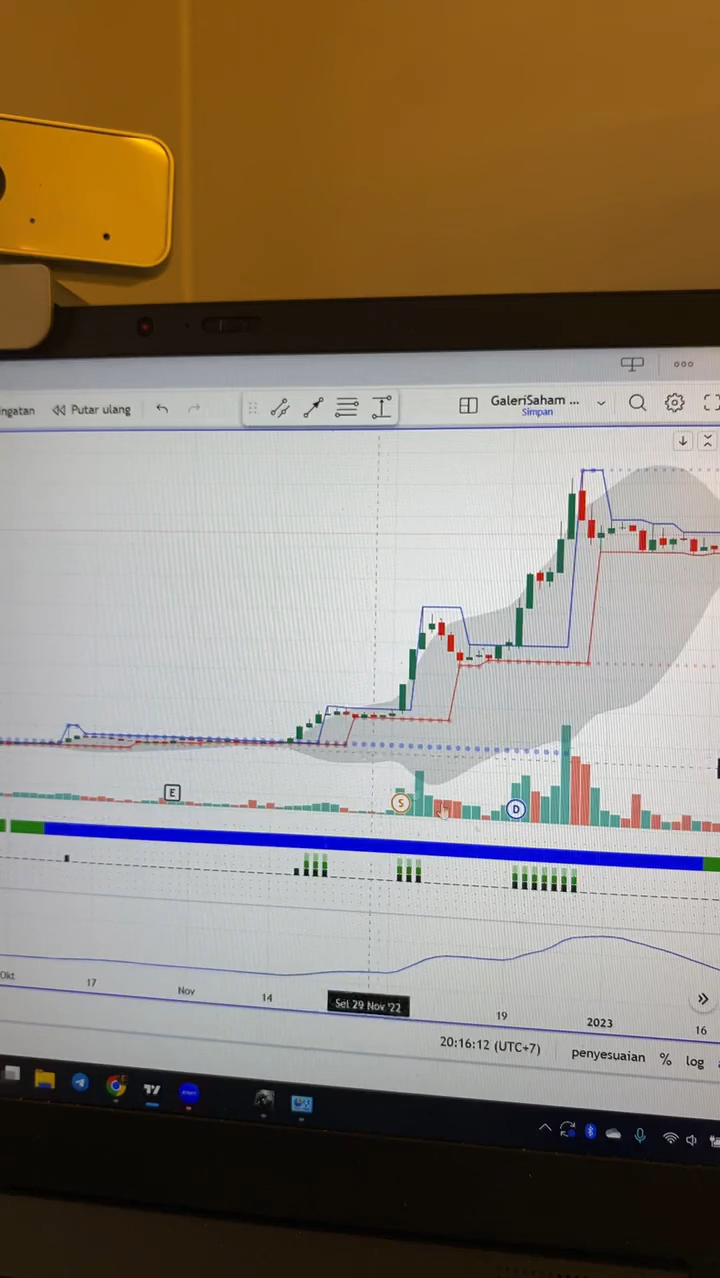 ingatan
Putar ulang
GaleriSaham ...
Simpan
E
S
D
Okt
17
Nov
14
Sel 29 Nov '22
19
2023
16
20:16:12 (UTC+7)
penyesuaian
%
log